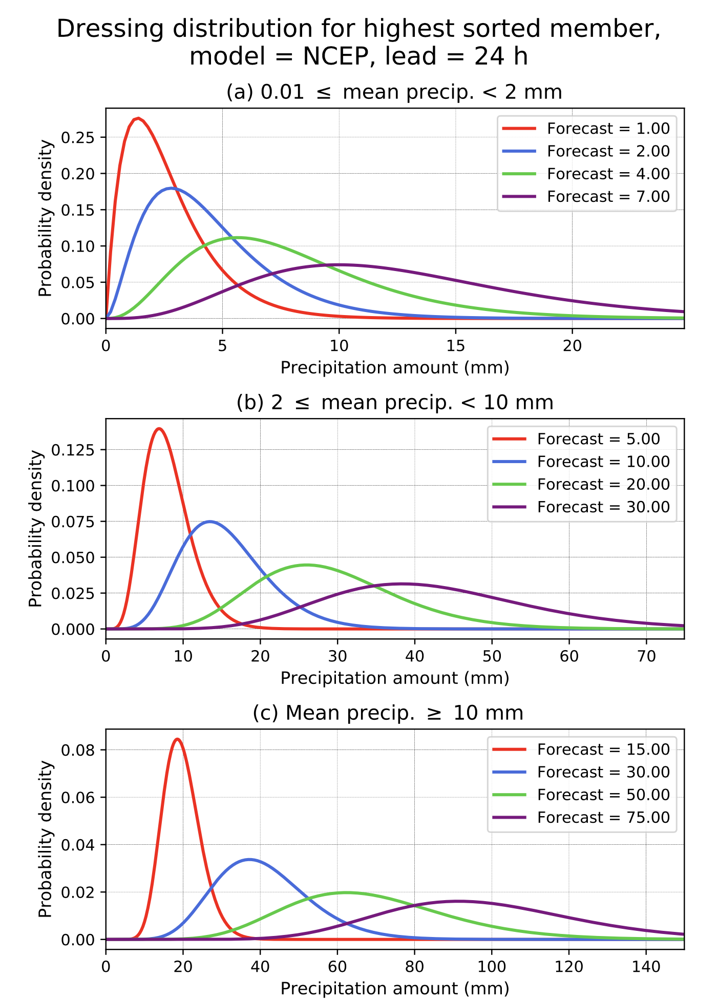 Dressing distribution for highest sorted member,
model = NCEP, lead = 24 h
(a) 0.01 ≤ mean precip. < 2 mm
Probability density
0.25
0.20
0.15
0.10
0.05
0.00
Forecast = 1.00
Forecast = 2.00
Forecast = 4.00
Forecast = 7.00
0 5 10 15 20
Precipitation amount (mm)
(b) 2 ≤ mean precip. < 10 mm
Probability density
0.125
0.100
0.075
0.050
0.025
0.000
Forecast = 5.00
Forecast = 10.00
Forecast = 20.00
Forecast = 30.00
0 10 20 30 40 50 60 70
Precipitation amount (mm)
(c) Mean precip. ≥ 10 mm
Probability density
0.08
0.06
0.04
0.02
0.00
Forecast = 15.00
Forecast = 30.00
Forecast = 50.00
Forecast = 75.00
0 20 40 60 80 100 120 140
Precipitation amount (mm)